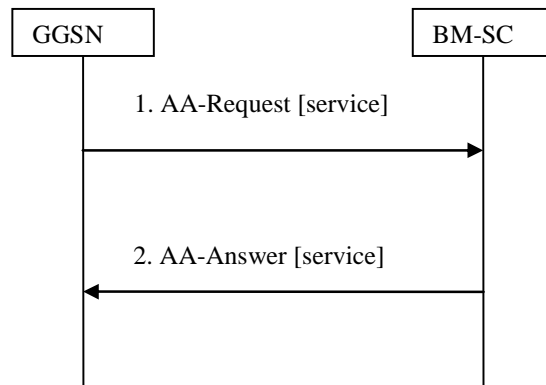 GGSN
BM-SC
1. AA-Request [service]
2. AA-Answer [service]